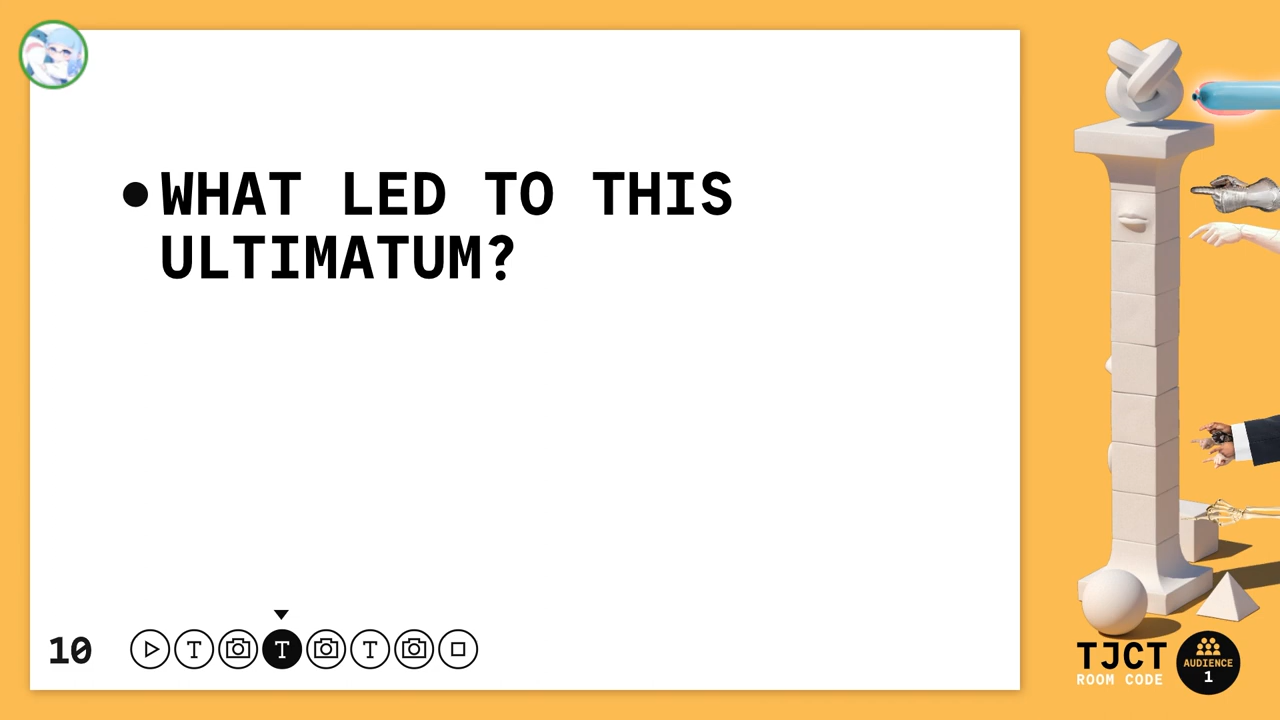 WHAT LED TO THIS
ULTIMATUM?
10
T
T
T
TJCT
ROOM CODE
AUDIENCE
1